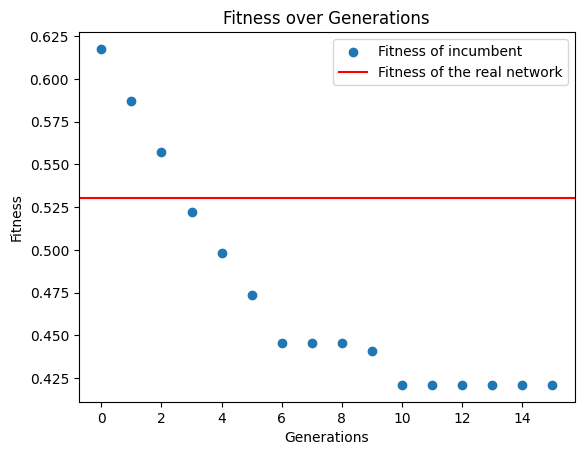 Fitness over Generations
Fitness of incumbent
Fitness of the real network
0.625
0.600
0.575
0.550
0.525
0.500
0.475
0.450
0.425
Fitness
0 2 4 6 8 10 12 14
Generations